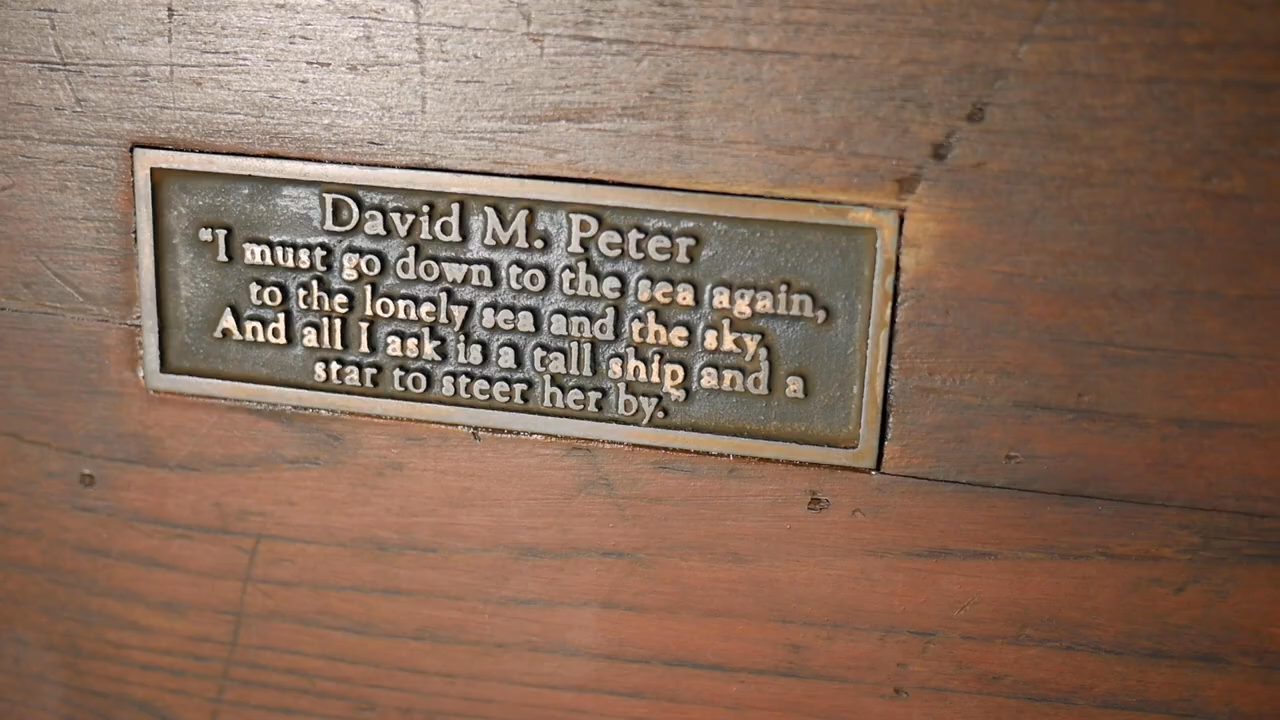 David M. Peter
“I must go down to the sea again,
to the lonely sea and the sky,
And all I ask is a tall ship and a
star to steer her by.”